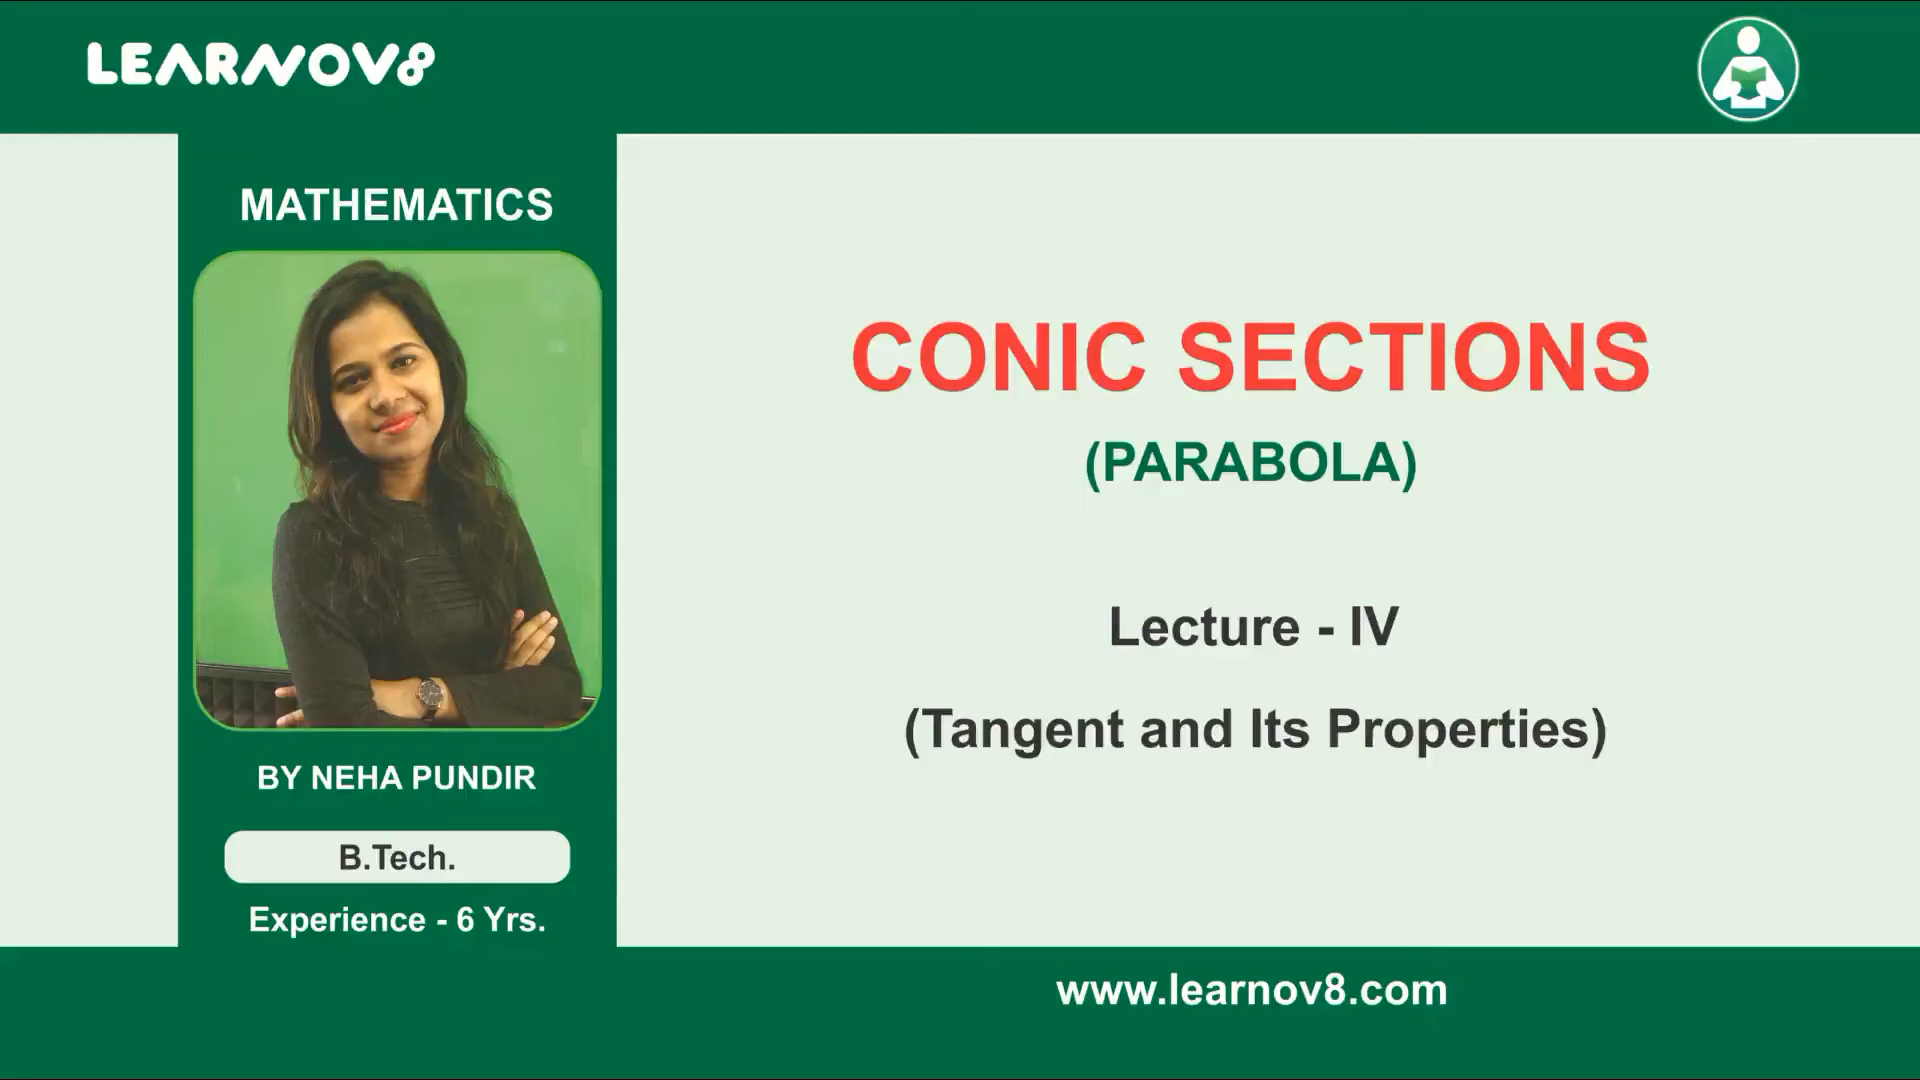 LEARNOV8
MATHEMATICS
BY NEHA PUNDIR
B.Tech.
Experience - 6 Yrs.
CONIC SECTIONS
(PARABOLA)
Lecture - IV
(Tangent and Its Properties)
www.learnov8.com